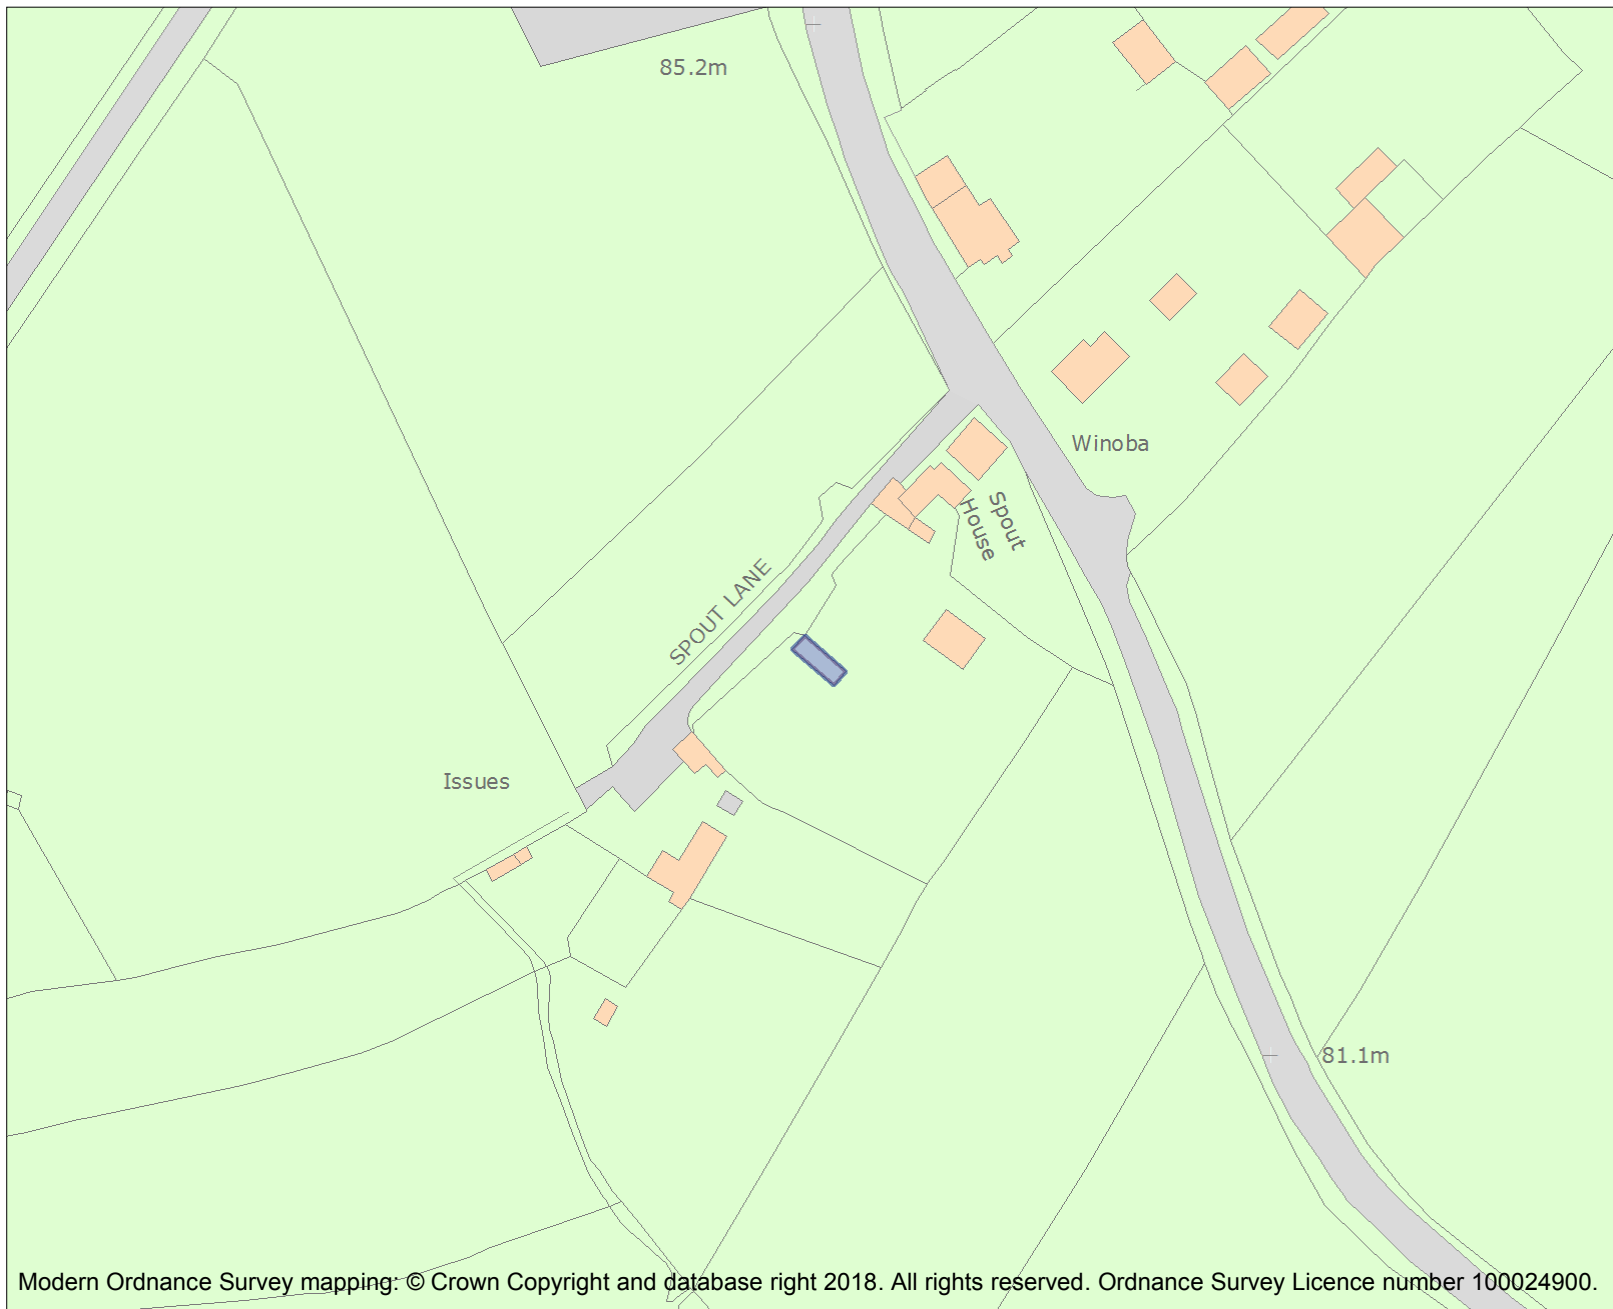 85.2m
Winoba
Spout
House
SPOUT LANE
Issues
81.1m
Modern Ordnance Survey mapping: © Crown Copyright and database right 2018. All rights reserved. Ordnance Survey Licence number 100024900.